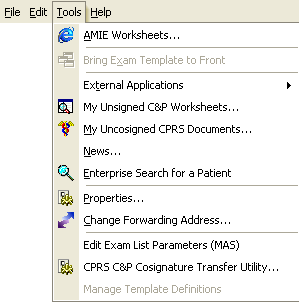 File Edit Tools Help
AMIE Worksheets...
Bring Exam Template to Front
External Applications
My Unsigned C&P Worksheets...
My Uncosigned CPRS Documents...
News...
Enterprise Search for a Patient
Properties...
Change Forwarding Address...
Edit Exam List Parameters (MAS)
CPRS C&P Cosignature Transfer Utility...
Manage Template Definitions